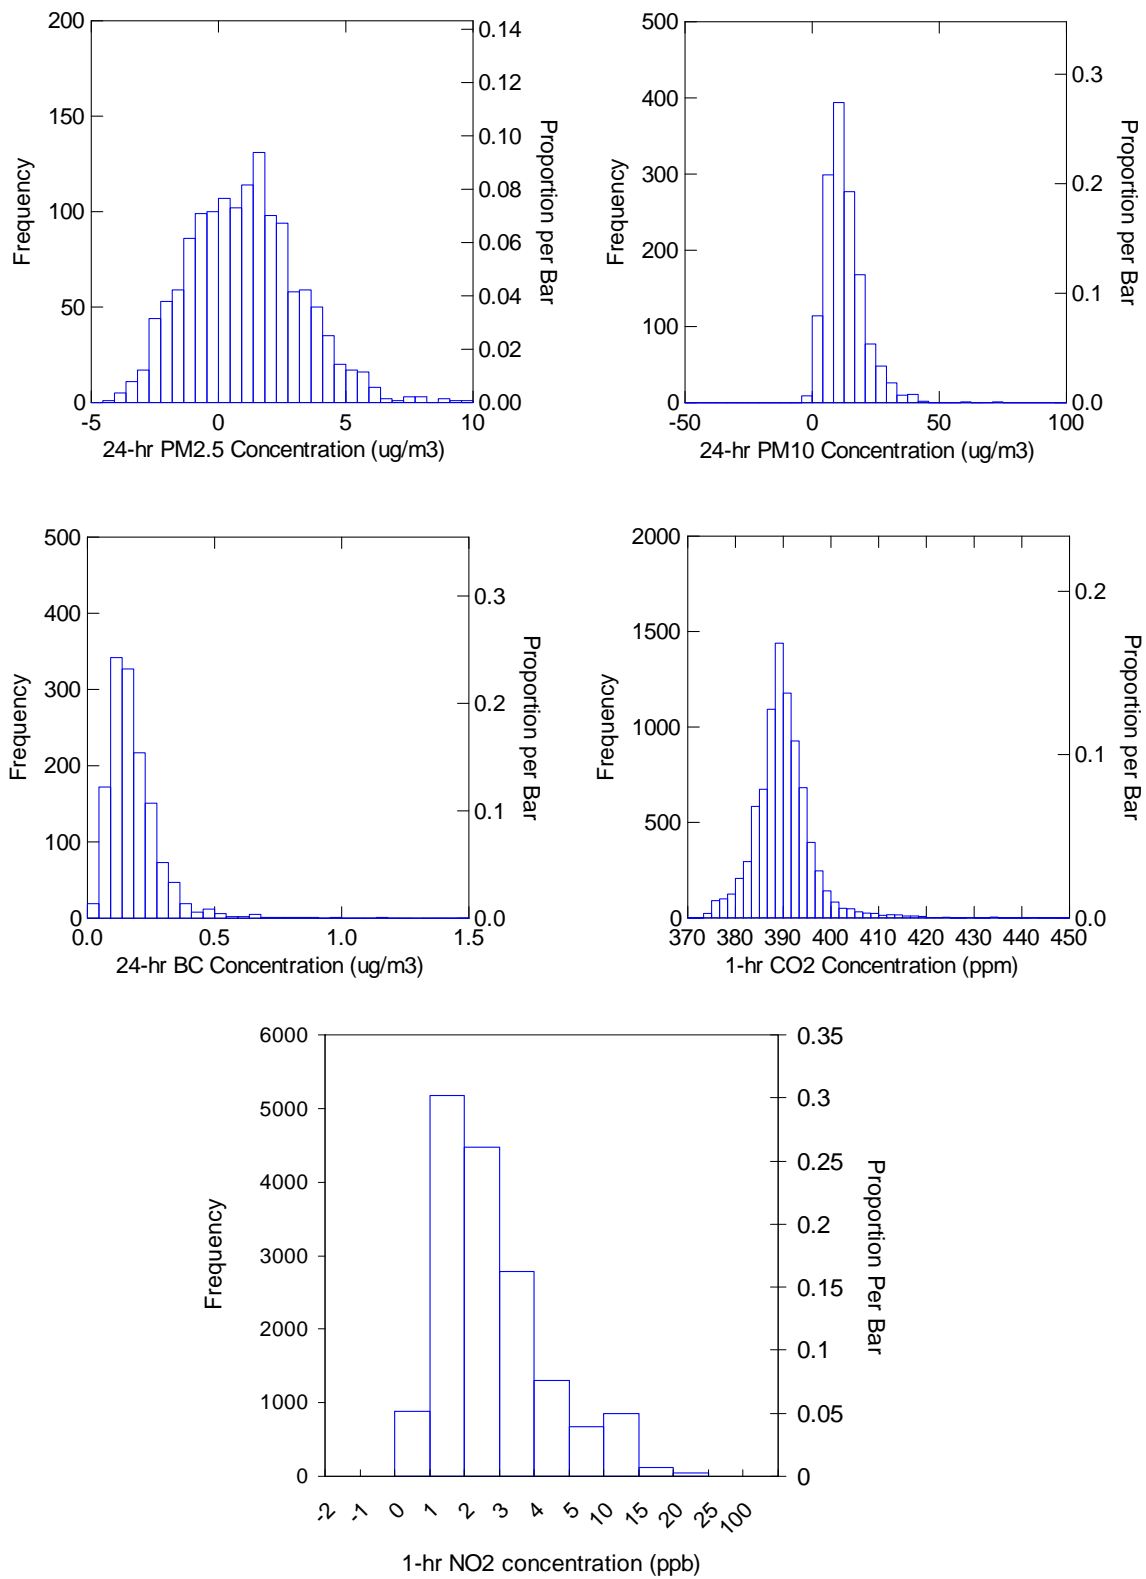 200
150
100
50
0
Frequency
0.14
0.13
0.10
0.08
0.06
0.04
0.02
0.00
Proportion per Bar
-5 0 5 10
24-hr PM2.5 Concentration (ug/m3)
500
400
300
200
100
0
Frequency
0.3
0.2
0.1
0.0
Proportion per Bar
-50 0 50 100
24-hr PM10 Concentration (ug/m3)
500
400
300
200
100
0
Frequency
0.3
0.2
0.1
0.0
Proportion per Bar
0.0 0.5 1.0 1.5
24-hr BC Concentration (ug/m3)
2000
1500
1000
500
0
Frequency
0.2
0.1
0.0
Proportion per Bar
370 380 390 400 410 420 430 440 450
1-hr CO2 Concentration (ppm)
6000
5000
4000
3000
2000
1000
0
Frequency
0.35
0.3
0.25
0.2
0.15
0.1
0.05
0
Proportion Per Bar
-2 -1 0 1 2 3 4 5 10 15 20 25 100
1-hr NO2 concentration (ppb)